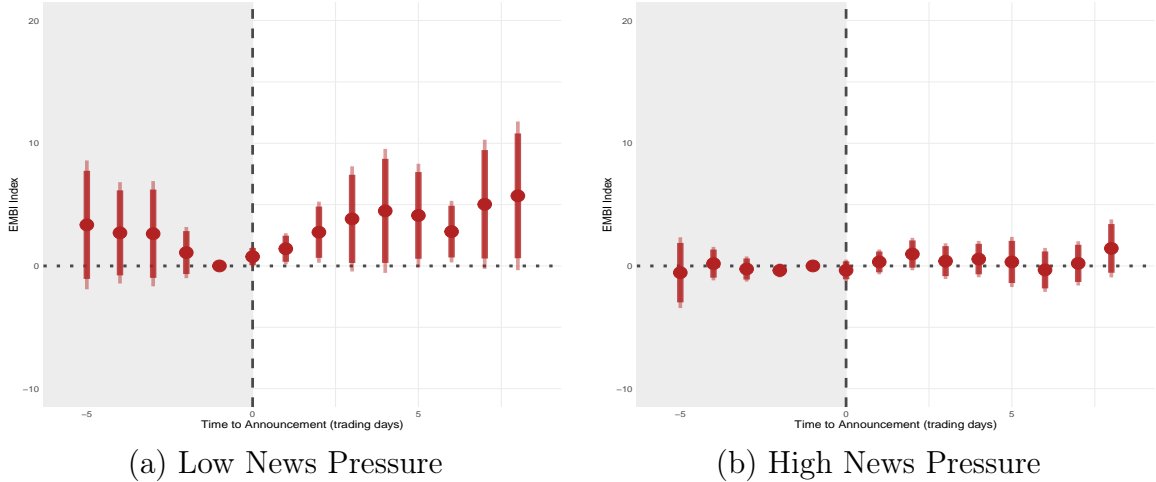 20
10
0
−10
EMBI Index
−5
0
5
Time to Announcement (trading days)
(a) Low News Pressure
20
10
0
−10
EMBI Index
−5
0
5
Time to Announcement (trading days)
(b) High News Pressure